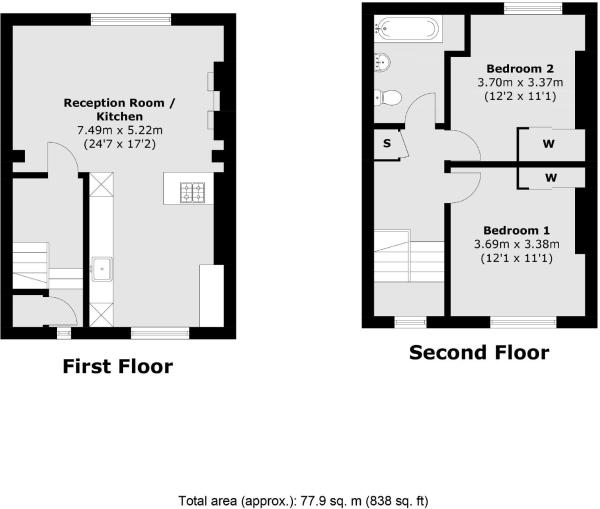 Reception Room /
Kitchen
7.49m x 5.22m
(24'7 x 17'2)
First Floor
Bedroom 2
3.70m x 3.37m
(12'2 x 11'1)
W
S
W
Bedroom 1
3.69m x 3.38m
(12'1 x 11'1)
Second Floor
Total area (approx.): 77.9 sq. m (838 sq. ft)